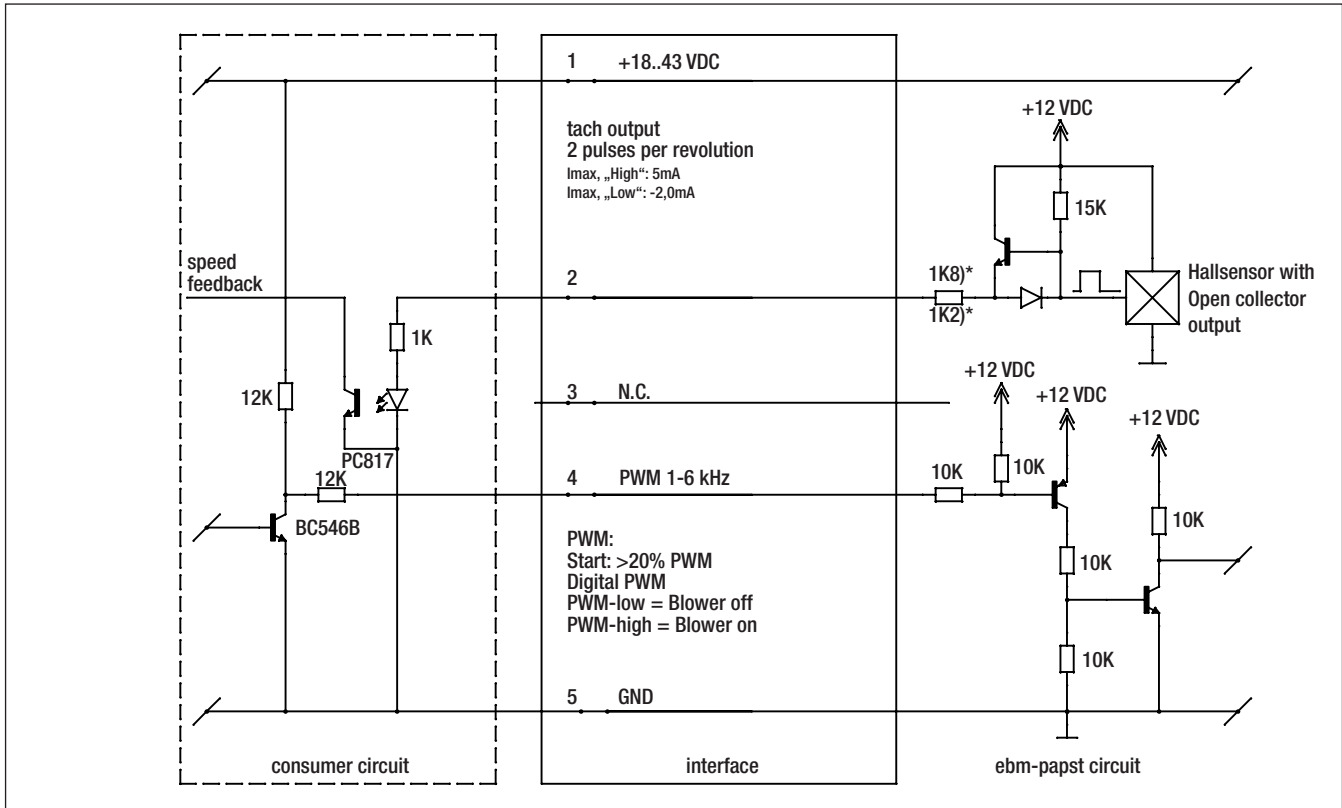 1 +18..43 VDC
tach output
2 pulses per revolution
Imax, „High“: 5mA
Imax, „Low“: -2,0mA
+12 VDC
15K
speed
feedback
2
1K8)*
1K2)*
Hallsensor with
Open collector
output
1K
12K
3 N.C.
+12 VDC
+12 VDC
+12 VDC
PC817
12K
4 PWM 1-6 kHz
10K
10K
BC546B
10K
PWM:
Start: >20% PWM
Digital PWM
PWM-low = Blower off
PWM-high = Blower on
10K
10K
5 GND
consumer circuit
interface
ebm-papst circuit